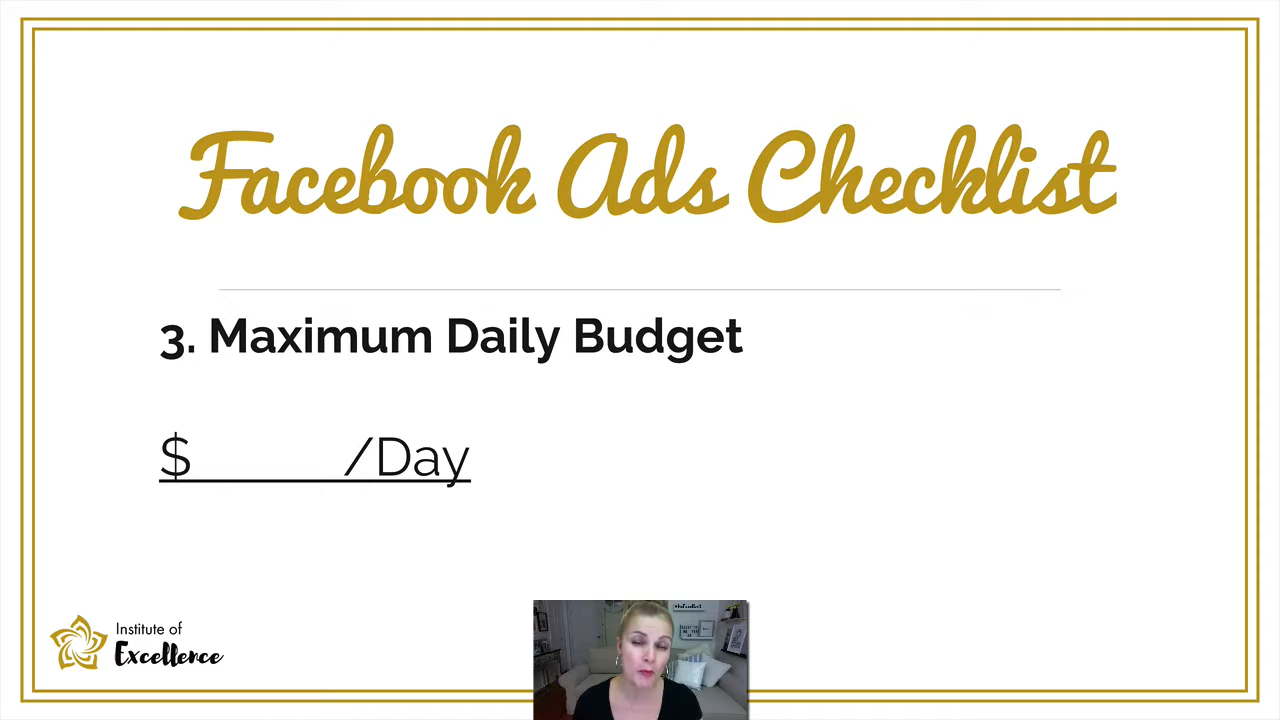 Facebook Ads Checklist
3. Maximum Daily Budget
$ /Day
Institute of
Excellence